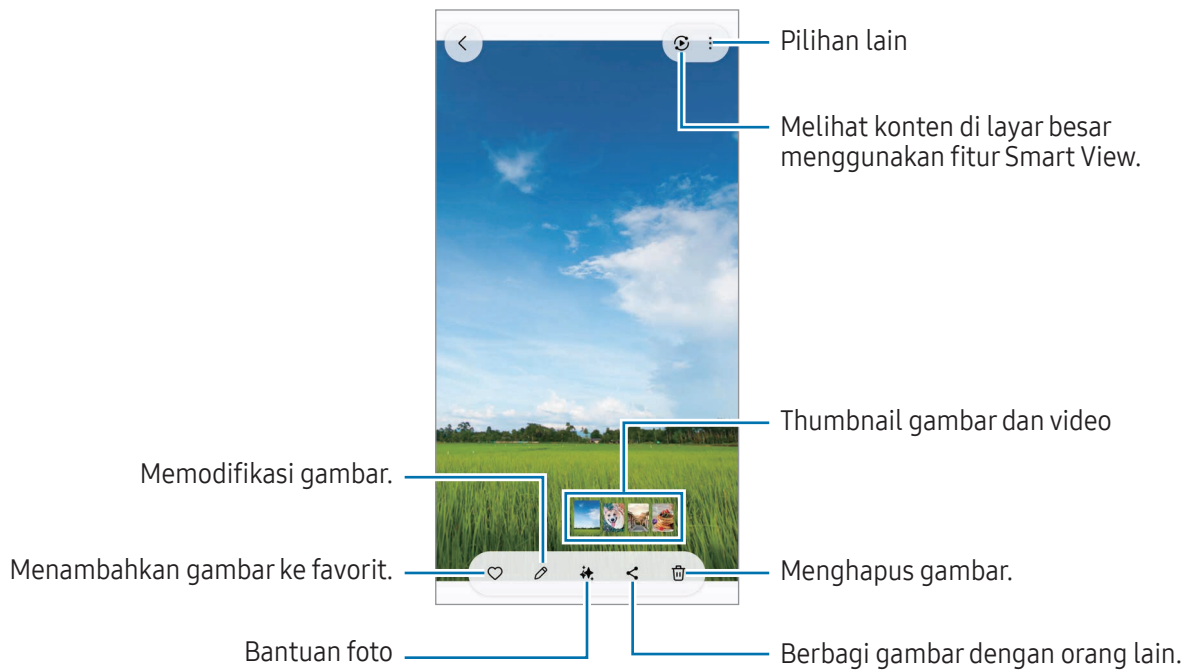 Pilihan lain
Melihat konten di layar besar
menggunakan fitur Smart View.
Thumbnail gambar dan video
Memodifikasi gambar.
Menambahkan gambar ke favorit.
Menghapus gambar.
Bantuan foto
Berbagi gambar dengan orang lain.